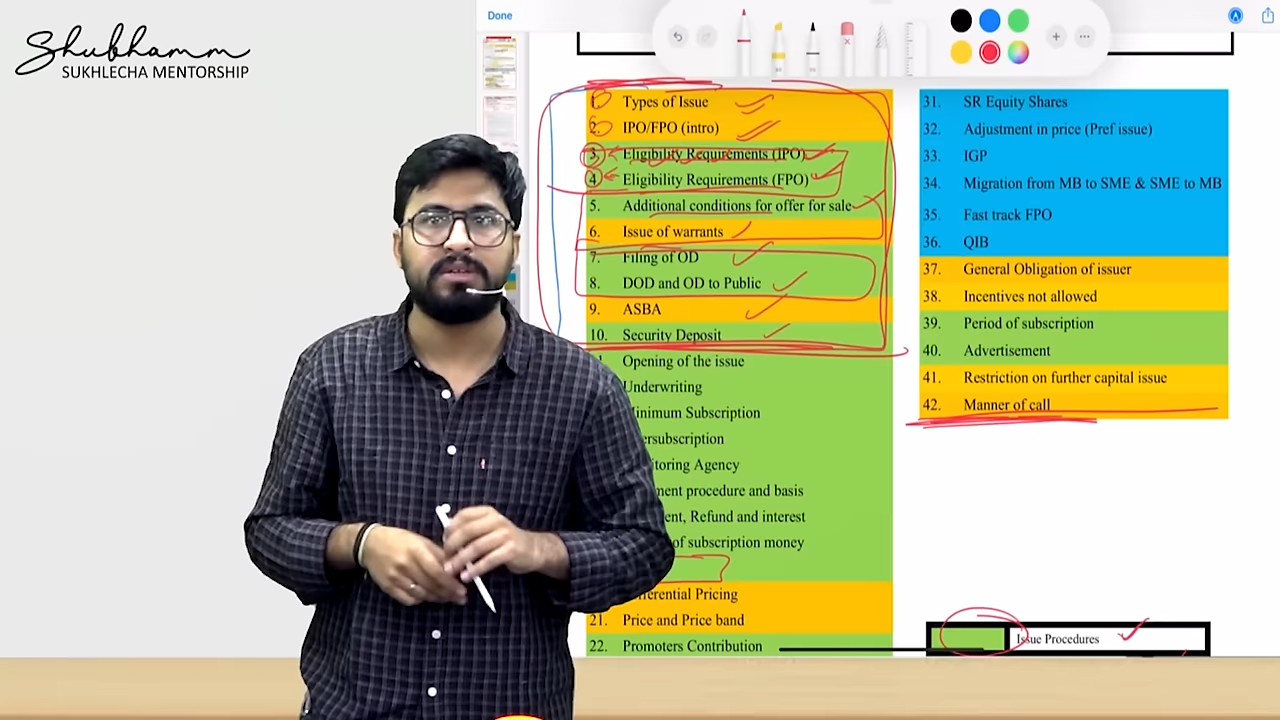 Shubhamm
SUKHLECHA MENTORSHIP
Done
1. Types of Issue
2. IPO/FPO (intro)
3. Eligibility Requirements (IPO)
4. Eligibility Requirements (FPO)
5. Additional conditions for offer for sale
6. Issue of warrants
7. Filing of OD
8. DOD and OD to Public
9. ASBA
10. Security Deposit
Opening of the issue
Underwriting
inimum Subscription
ersubscription
itoring Agency
ment procedure and basis
ent, Refund and interest
of subscription money
ferential Pricing
21. Price and Price band
22. Promoters Contribution
31. SR Equity Shares
32. Adjustment in price (Pref issue)
33. IGP
34. Migration from MB to SME & SME to MB
35. Fast track FPO
36. QIB
37. General Obligation of issuer
38. Incentives not allowed
39. Period of subscription
40. Advertisement
41. Restriction on further capital issue
42. Manner of call
Issue Procedures